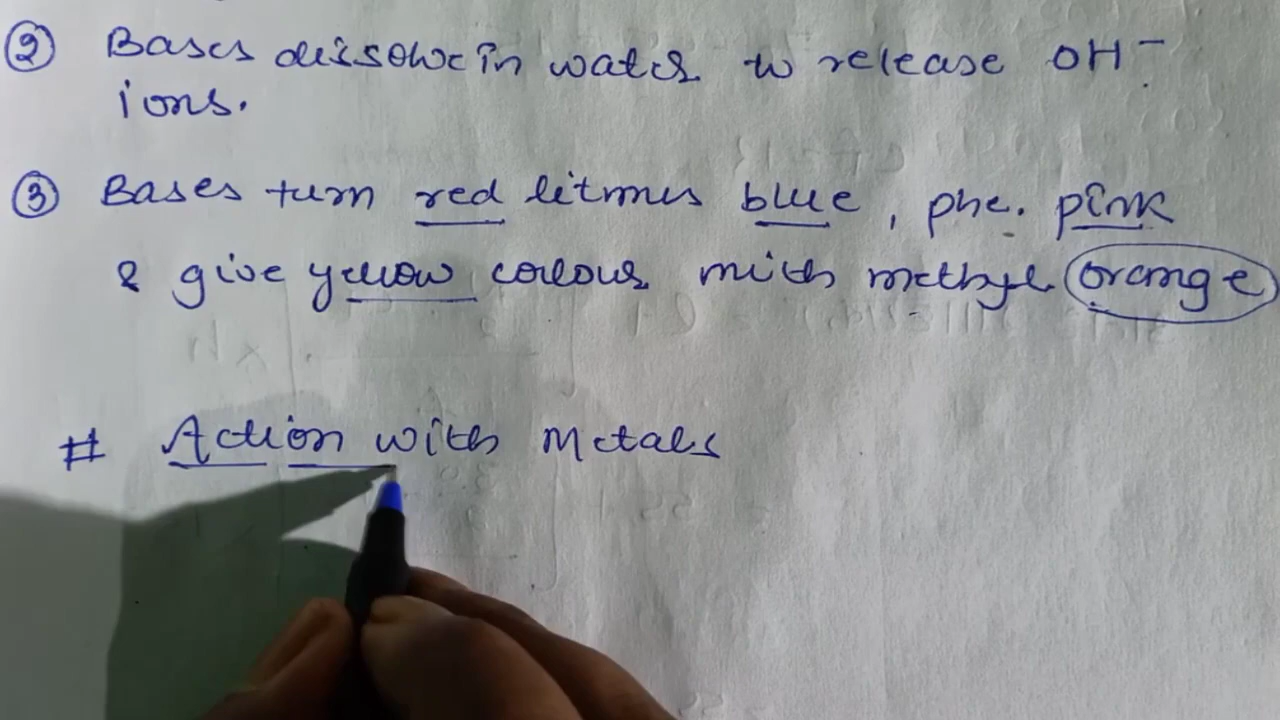 ② Bases dissolve in water to release OH⁻
ions.
③ Bases turn red litmus blue, phe. pink
& give yellow colour with methyl orange
# Action with Metals